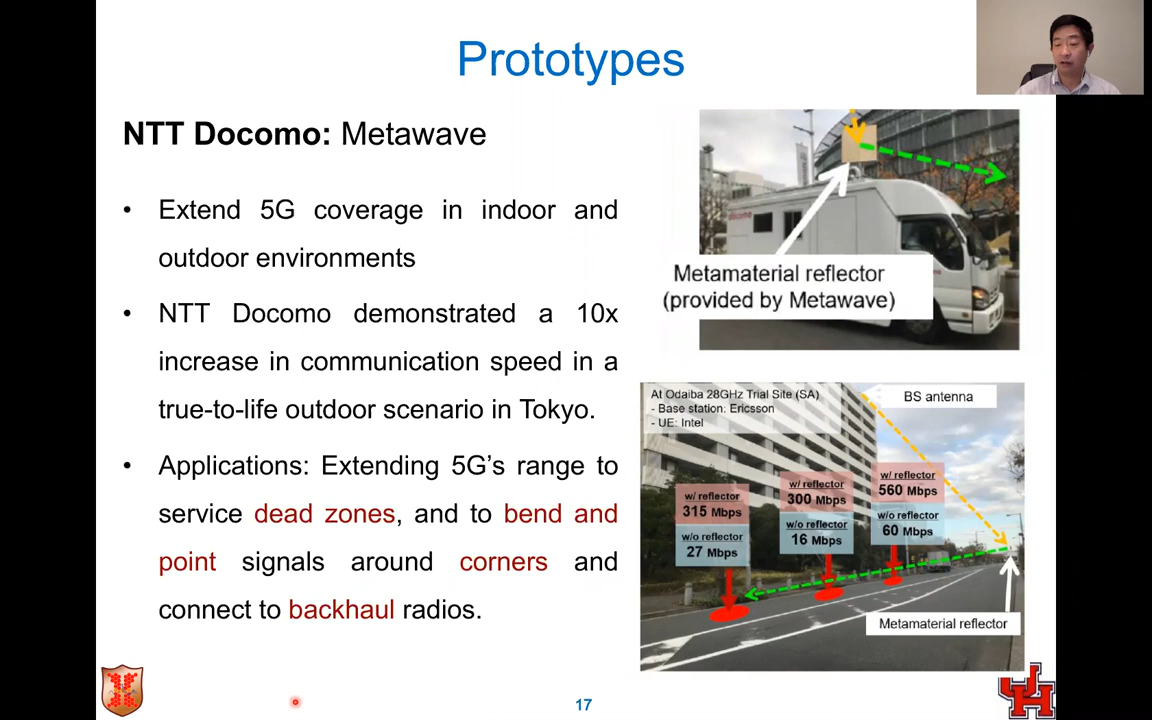 Prototypes
NTT Docomo: Metawave
• Extend 5G coverage in indoor and
outdoor environments
• NTT Docomo demonstrated a 10x
increase in communication speed in a
true-to-life outdoor scenario in Tokyo.
• Applications: Extending 5G’s range to
service dead zones, and to bend and
point signals around corners and
connect to backhaul radios.
docomo
Metamaterial reflector
(provided by Metawave)
At Odaiba 28GHz Trial Site (SA)
- Base station: Ericsson
- UE: Intel
BS antenna
w/ reflector
315 Mbps
w/o reflector
27 Mbps
w/ reflector
300 Mbps
w/o reflector
16 Mbps
w/ reflector
560 Mbps
w/o reflector
60 Mbps
Metamaterial reflector
17
UH